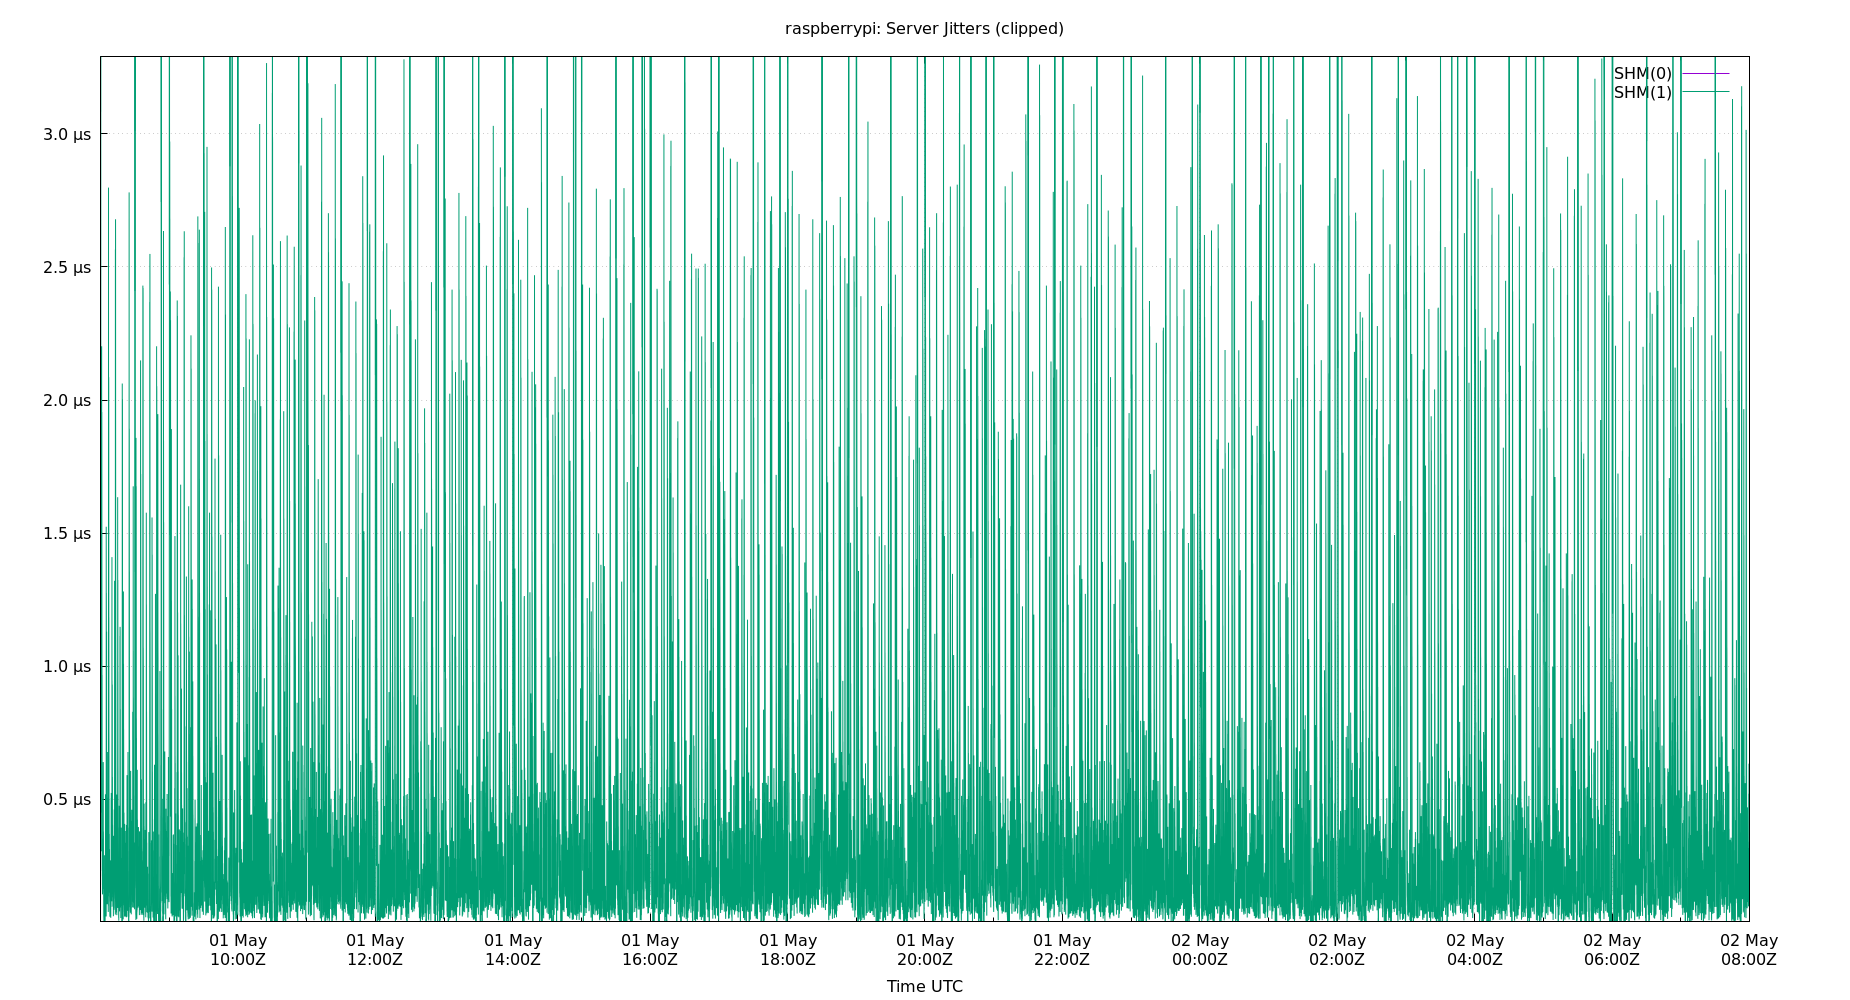 raspberrypi: Server Jitters (clipped)
SHM(0)
SHM(1)
3.0 µs
2.5 µs
2.0 µs
1.5 µs
1.0 µs
0.5 µs
01 May 01 May 01 May 01 May 01 May 01 May 01 May 02 May 02 May 02 May 02 May 02 May
10:00Z 12:00Z 14:00Z 16:00Z 18:00Z 20:00Z 22:00Z 00:00Z 02:00Z 04:00Z 06:00Z 08:00Z
Time UTC